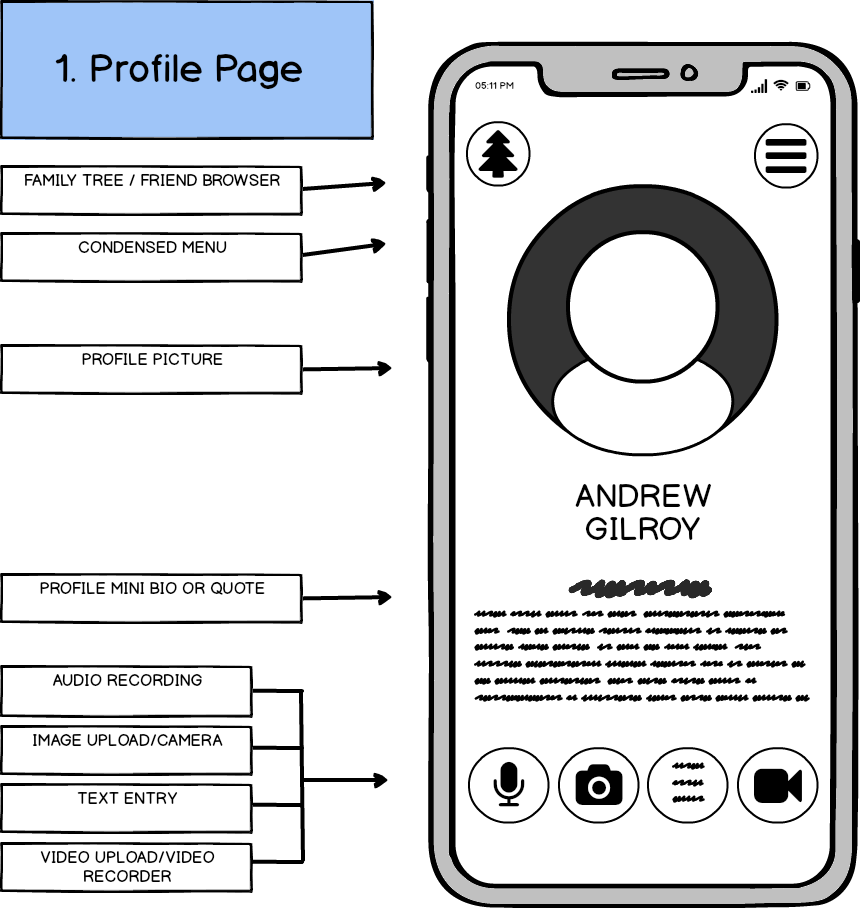 1. Profile Page
FAMILY TREE / FRIEND BROWSER
CONDENSED MENU
PROFILE PICTURE
PROFILE MINI BIO OR QUOTE
AUDIO RECORDING
IMAGE UPLOAD/CAMERA
TEXT ENTRY
VIDEO UPLOAD/VIDEO
RECORDER
05:11 PM
ANDREW
GILROY